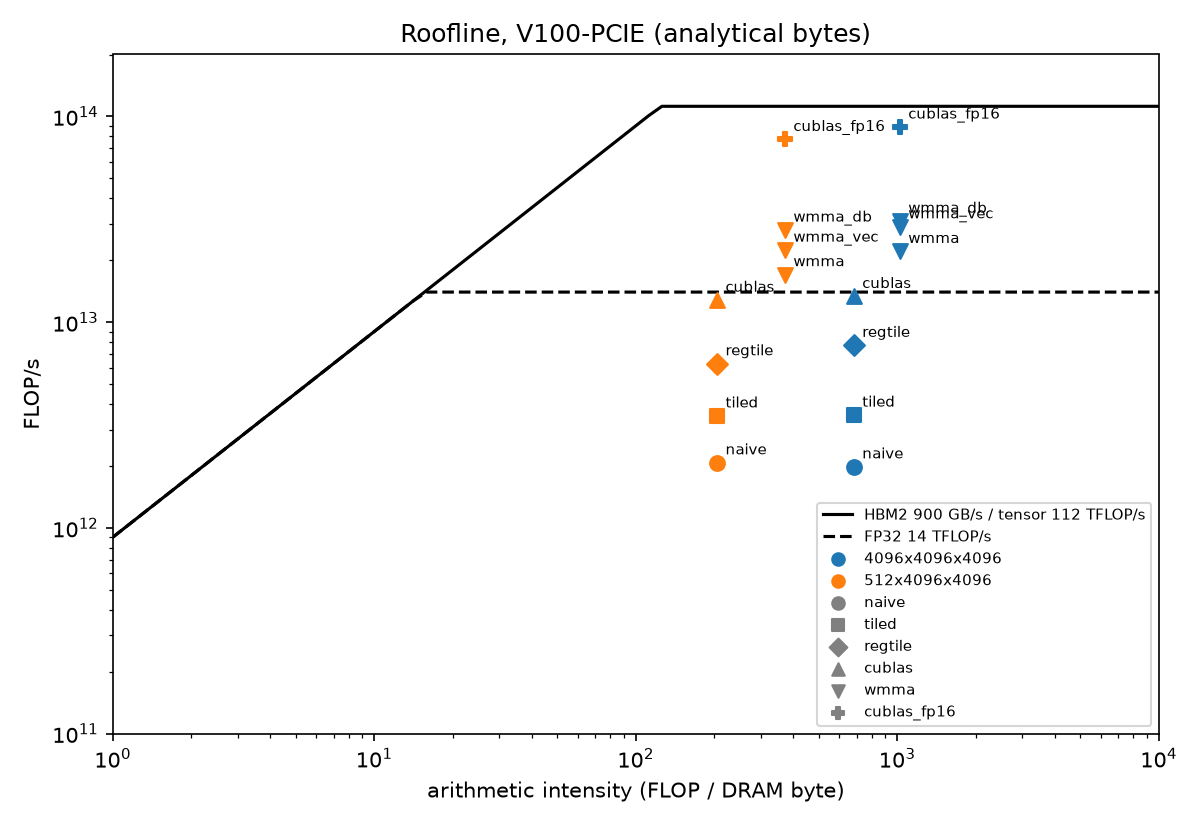 Roofline, V100-PCIE (analytical bytes)
FLOP/s
10^14
10^13
10^12
10^11
cublas_fp16
cublas_fp16
wmma_db
wmma_vec
wmma
wmma_db
wmma_vec
wmma
cublas
cublas
regtile
regtile
tiled
tiled
naive
naive
HBM2 900 GB/s / tensor 112 TFLOP/s
FP32 14 TFLOP/s
4096x4096x4096
512x4096x4096
naive
tiled
regtile
cublas
wmma
cublas_fp16
10^0 10^1 10^2 10^3 10^4
arithmetic intensity (FLOP / DRAM byte)